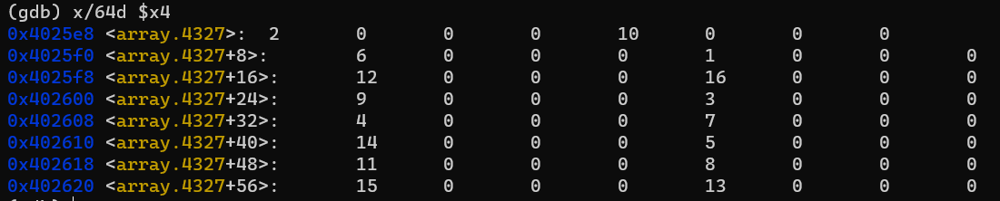 (gdb) x/64d $x4
0x4025e8 <array.4327>: 2 0 0 0 10 0 0 0
0x4025f0 <array.4327+8>: 6 0 0 0 1 0 0 0
0x4025f8 <array.4327+16>: 12 0 0 0 16 0 0 0
0x402600 <array.4327+24>: 9 0 0 0 3 0 0 0
0x402608 <array.4327+32>: 4 0 0 0 7 0 0 0
0x402610 <array.4327+40>: 14 0 0 0 5 0 0 0
0x402618 <array.4327+48>: 11 0 0 0 8 0 0 0
0x402620 <array.4327+56>: 15 0 0 0 13 0 0 0